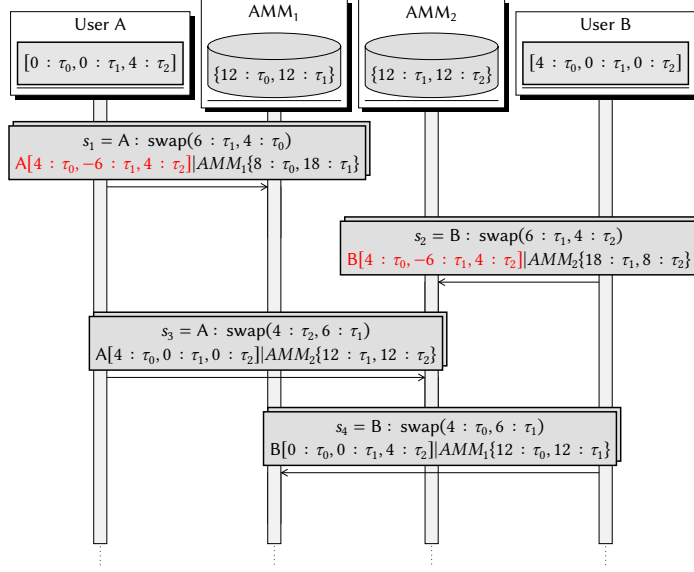 User A
AMM₁
AMM₂
User B
[0 : τ₀, 0 : τ₁, 4 : τ₂]
{12 : τ₀, 12 : τ₁}
{12 : τ₁, 12 : τ₂}
[4 : τ₀, 0 : τ₁, 0 : τ₂]
s₁ = A : swap(6 : τ₁, 4 : τ₀)
A[4 : τ₀, −6 : τ₁, 4 : τ₂]|AMM₁{8 : τ₀, 18 : τ₁}
s₂ = B : swap(6 : τ₁, 4 : τ₂)
B[4 : τ₀, −6 : τ₁, 4 : τ₂]|AMM₂{18 : τ₁, 8 : τ₂}
s₃ = A : swap(4 : τ₂, 6 : τ₁)
A[4 : τ₀, 0 : τ₁, 0 : τ₂]|AMM₂{12 : τ₁, 12 : τ₂}
s₄ = B : swap(4 : τ₀, 6 : τ₁)
B[0 : τ₀, 0 : τ₁, 4 : τ₂]|AMM₁{12 : τ₀, 12 : τ₁}